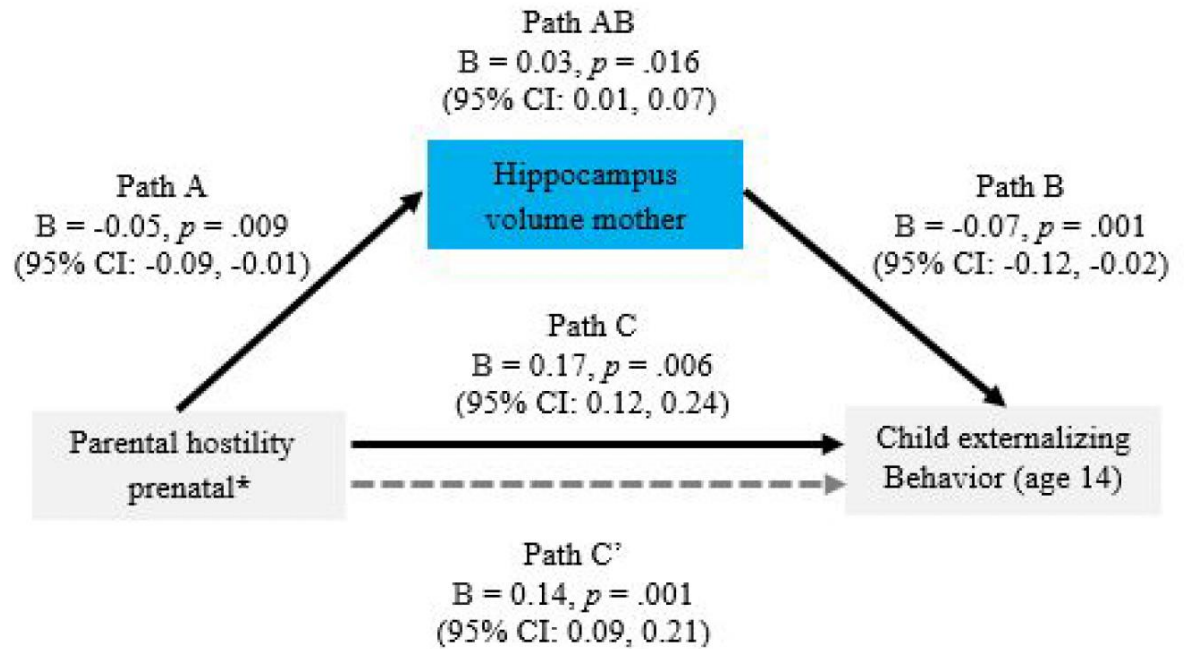 Path AB
B = 0.03, p = .016
(95% CI: 0.01, 0.07)
Hippocampus
volume mother
Path A
B = -0.05, p = .009
(95% CI: -0.09, -0.01)
Path B
B = -0.07, p = .001
(95% CI: -0.12, -0.02)
Path C
B = 0.17, p = .006
(95% CI: 0.12, 0.24)
Parental hostility
prenatal*
Child externalizing
Behavior (age 14)
Path C’
B = 0.14, p = .001
(95% CI: 0.09, 0.21)